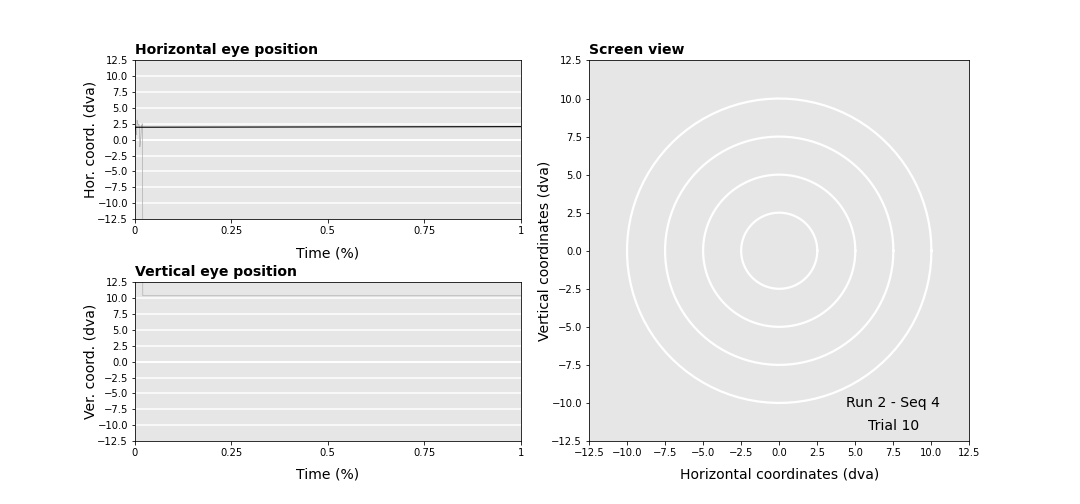 Horizontal eye position
12.5
10.0
7.5
5.0
2.5
0.0
−2.5
−5.0
−7.5
−10.0
−12.5
Hor. coord. (dva)
0 0.25 0.5 0.75 1
Time (%)
Vertical eye position
12.5
10.0
7.5
5.0
2.5
0.0
−2.5
−5.0
−7.5
−10.0
−12.5
Ver. coord. (dva)
0 0.25 0.5 0.75 1
Time (%)
Screen view
12.5
10.0
7.5
5.0
2.5
0.0
−2.5
−5.0
−7.5
−10.0
−12.5
Vertical coordinates (dva)
Run 2 - Seq 4
Trial 10
−12.5 −10.0 −7.5 −5.0 −2.5 0.0 2.5 5.0 7.5 10.0 12.5
Horizontal coordinates (dva)